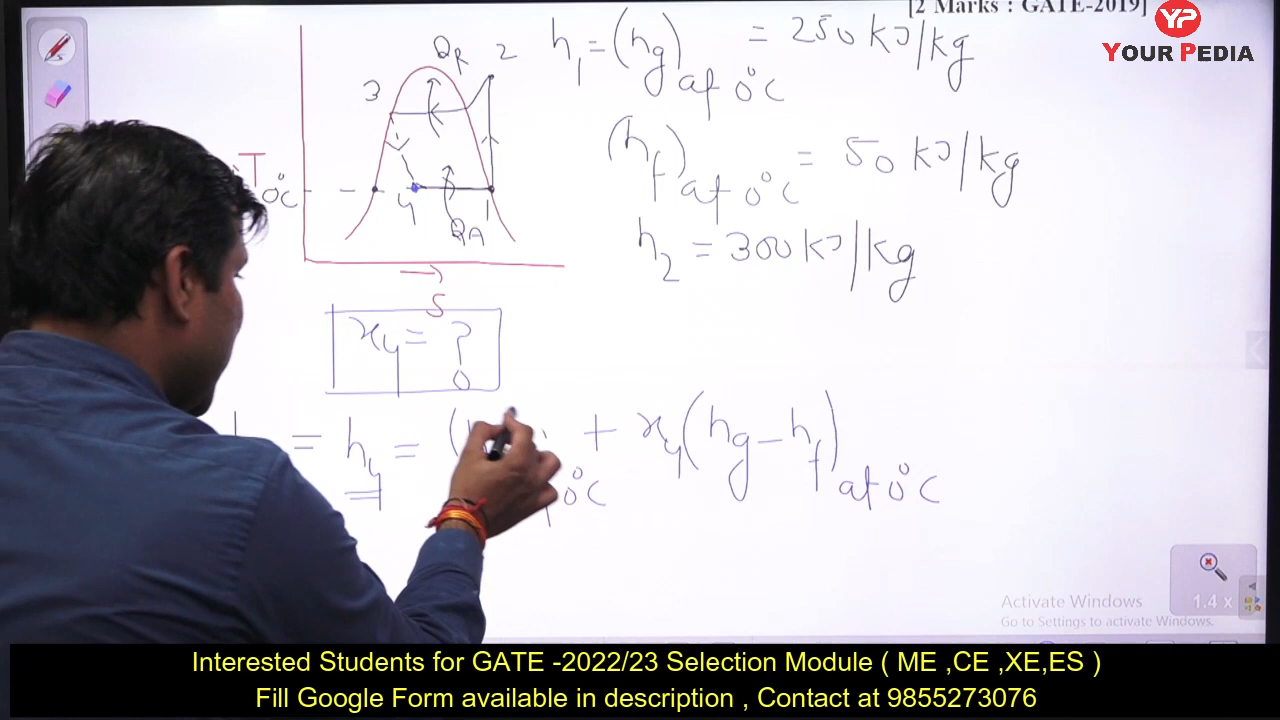 [2 Marks : GATE-2019]
YP
YOUR PEDIA
h1 = (hg) at 0°C = 250 kJ/kg
(hf) at 0°C = 50 kJ/kg
h2 = 300 kJ/kg
QR
2
3
T
0°C
4
1
QA
S
x4 = ?
= h4 = ( 0°C + x4 (hg - hf) at 0°C
Activate Windows
Go to Settings to activate Windows.
1.4 x
Interested Students for GATE -2022/23 Selection Module ( ME ,CE ,XE,ES )
Fill Google Form available in description , Contact at 9855273076